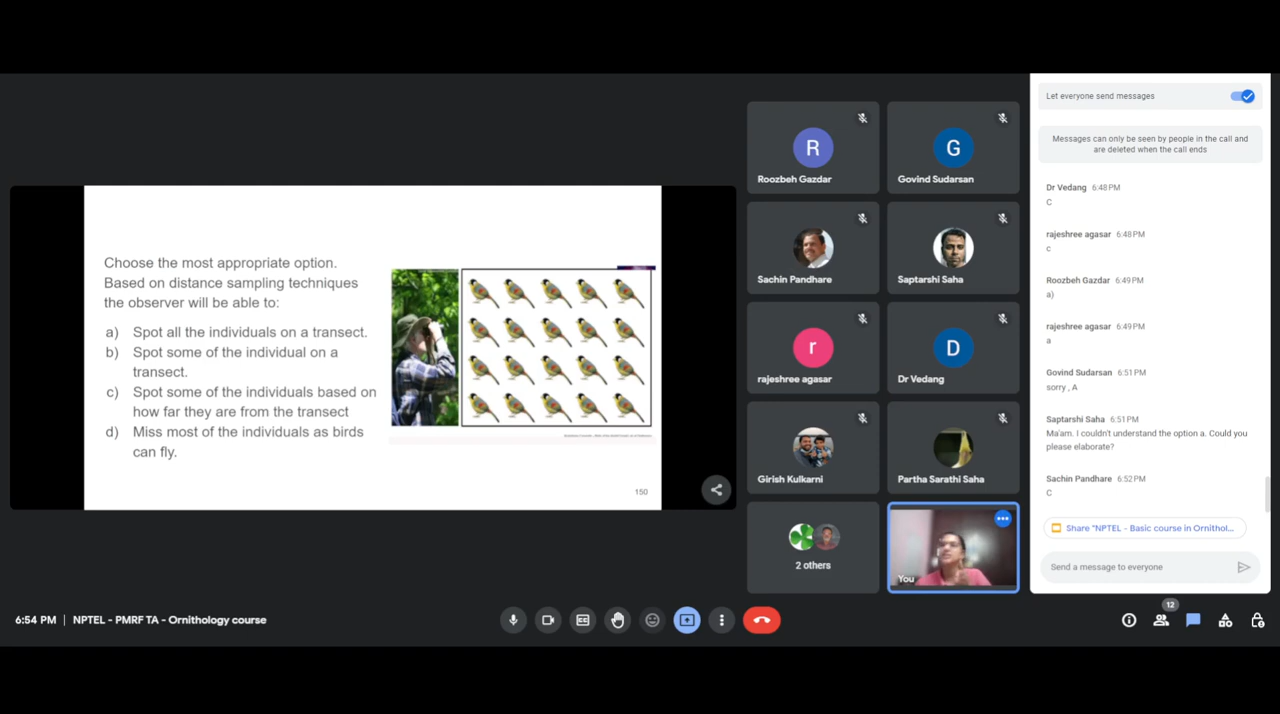 Choose the most appropriate option.
Based on distance sampling techniques
the observer will be able to:
a) Spot all the individuals on a transect.
b) Spot some of the individual on a
transect.
c) Spot some of the individuals based on
how far they are from the transect
d) Miss most of the individuals as birds
can fly.
150
R
Roozbeh Gazdar
G
Govind Sudarsan
Sachin Pandhare
Saptarshi Saha
r
rajeshree agasar
D
Dr Vedang
Girish Kulkarni
Partha Sarathi Saha
2 others
You
Let everyone send messages
Messages can only be seen by people in the call and
are deleted when the call ends
Dr Vedang 6:48 PM
C
rajeshree agasar 6:48 PM
c
Roozbeh Gazdar 6:49 PM
a)
rajeshree agasar 6:49 PM
a
Govind Sudarsan 6:51 PM
sorry , A
Saptarshi Saha 6:51 PM
Ma'am. I couldn't understand the option a. Could you
please elaborate?
Sachin Pandhare 6:52 PM
C
Share "NPTEL - Basic course in Ornithol...
Send a message to everyone
6:54 PM | NPTEL - PMRF TA - Ornithology course
12